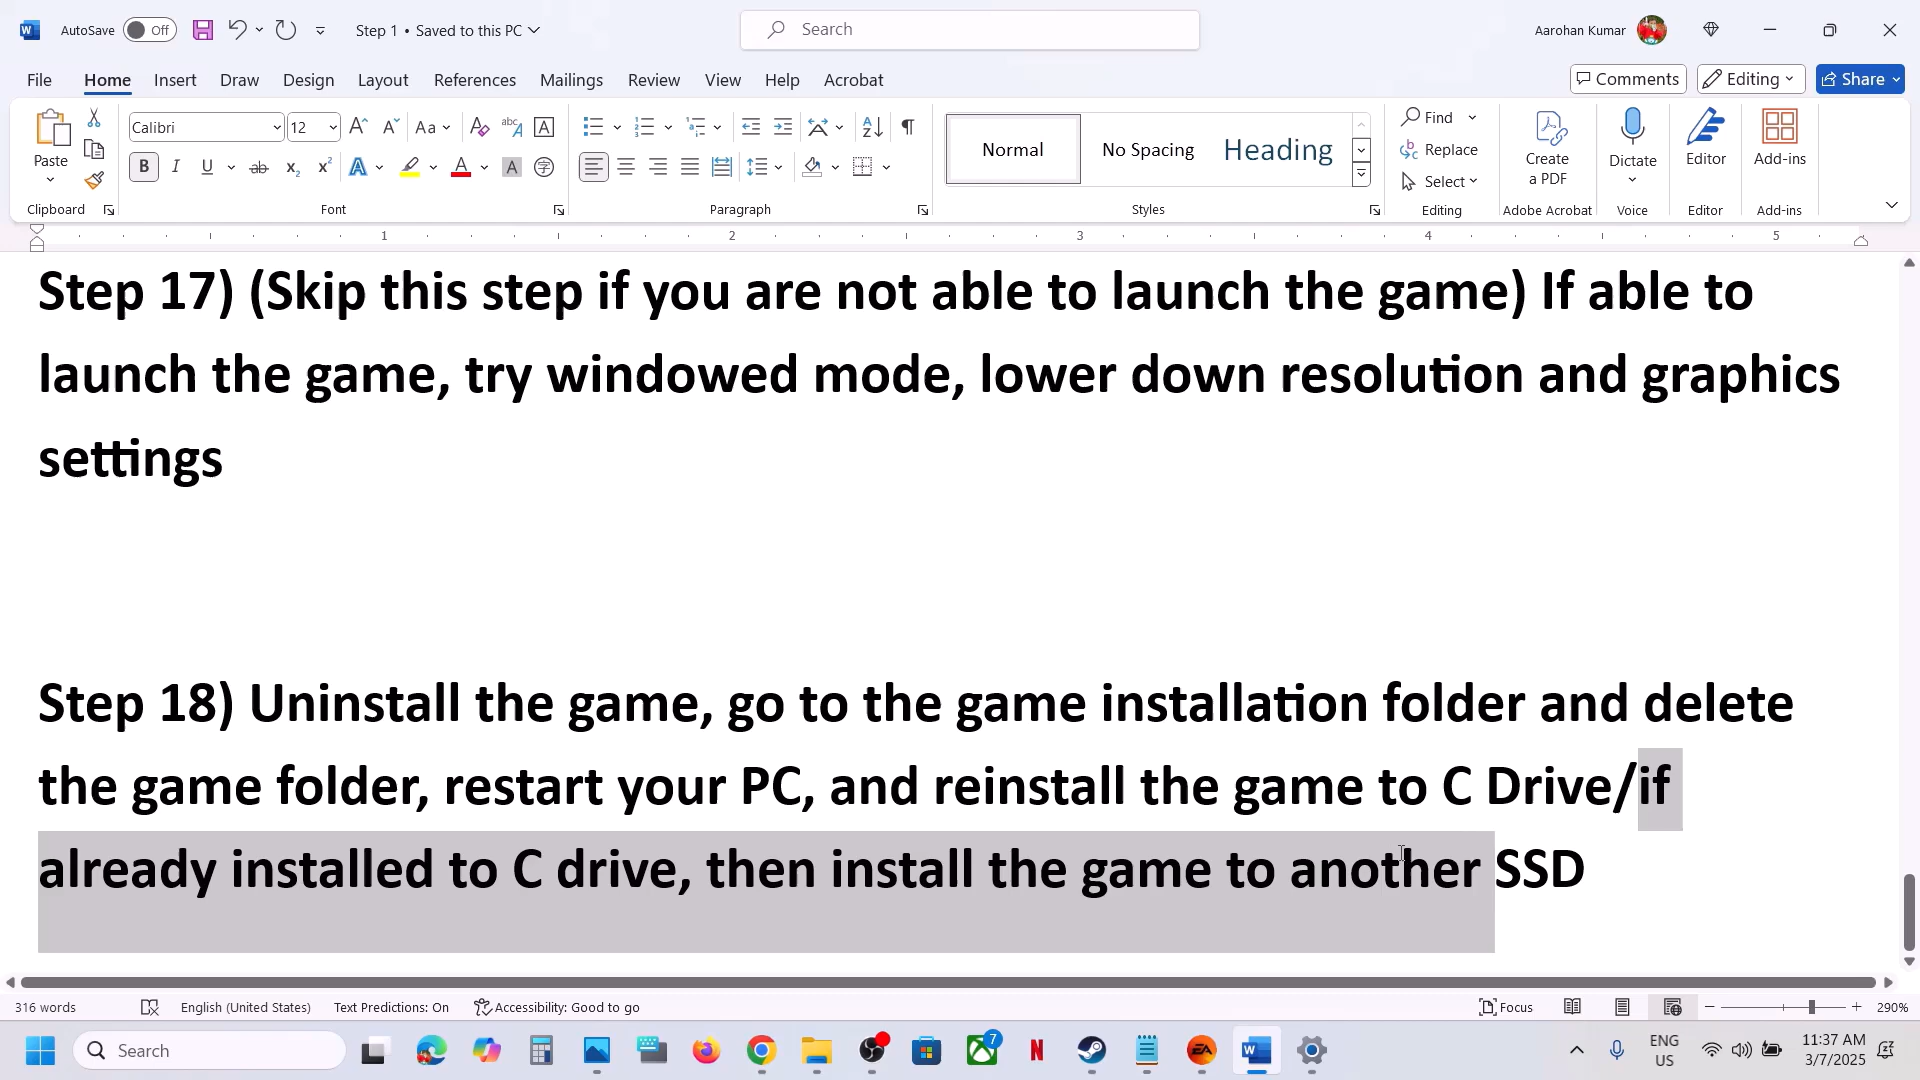 AutoSave Off Step 1 • Saved to this PC Search Aarohan Kumar
File Home Insert Draw Design Layout References Mailings Review View Help Acrobat Comments Editing Share
Paste Calibri 12 Aa Normal No Spacing Heading Find Replace Select Create a PDF Dictate Editor Add-ins
Clipboard Font Paragraph Styles Editing Adobe Acrobat Voice Editor Add-ins
1 2 3 4 5
Step 17) (Skip this step if you are not able to launch the game) If able to
launch the game, try windowed mode, lower down resolution and graphics
settings
Step 18) Uninstall the game, go to the game installation folder and delete
the game folder, restart your PC, and reinstall the game to C Drive/if
already installed to C drive, then install the game to another SSD
316 words English (United States) Text Predictions: On Accessibility: Good to go Focus 290%
Search 7 ENG US 11:37 AM 3/7/2025